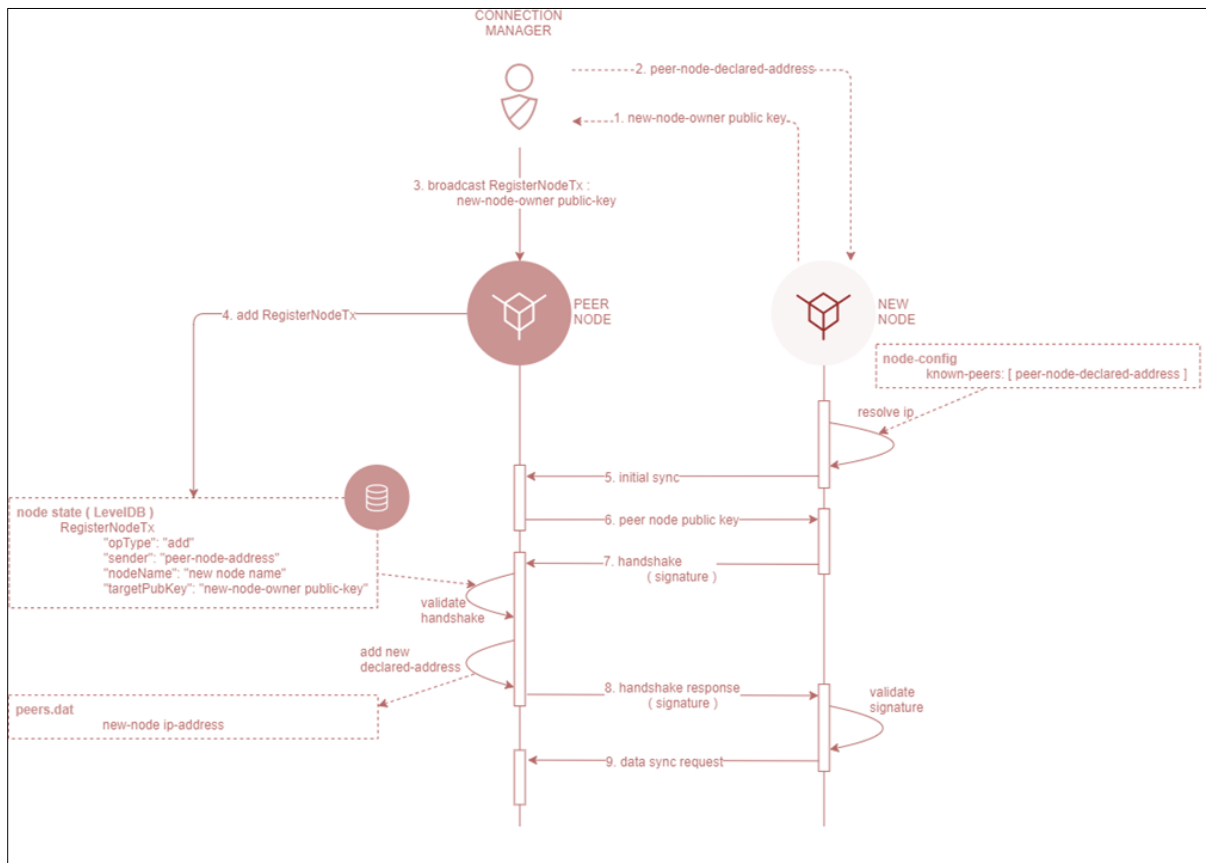 CONNECTION
MANAGER
2. peer-node-declared-address
1. new-node-owner public key
3. broadcast RegisterNodeTx :
new-node-owner public-key
PEER
NODE
NEW
NODE
4. add RegisterNodeTx
node-config
known-peers: [ peer-node-declared-address ]
resolve ip
5. initial sync
node state ( LevelDB )
RegisterNodeTx
"opType": "add"
"sender": "peer-node-address"
"nodeName": "new node name"
"targetPubKey": "new-node-owner public-key"
6. peer node public key
7. handshake
( signature )
validate
handshake
add new
declared-address
8. handshake response
( signature )
validate
signature
peers.dat
new-node ip-address
9. data sync request